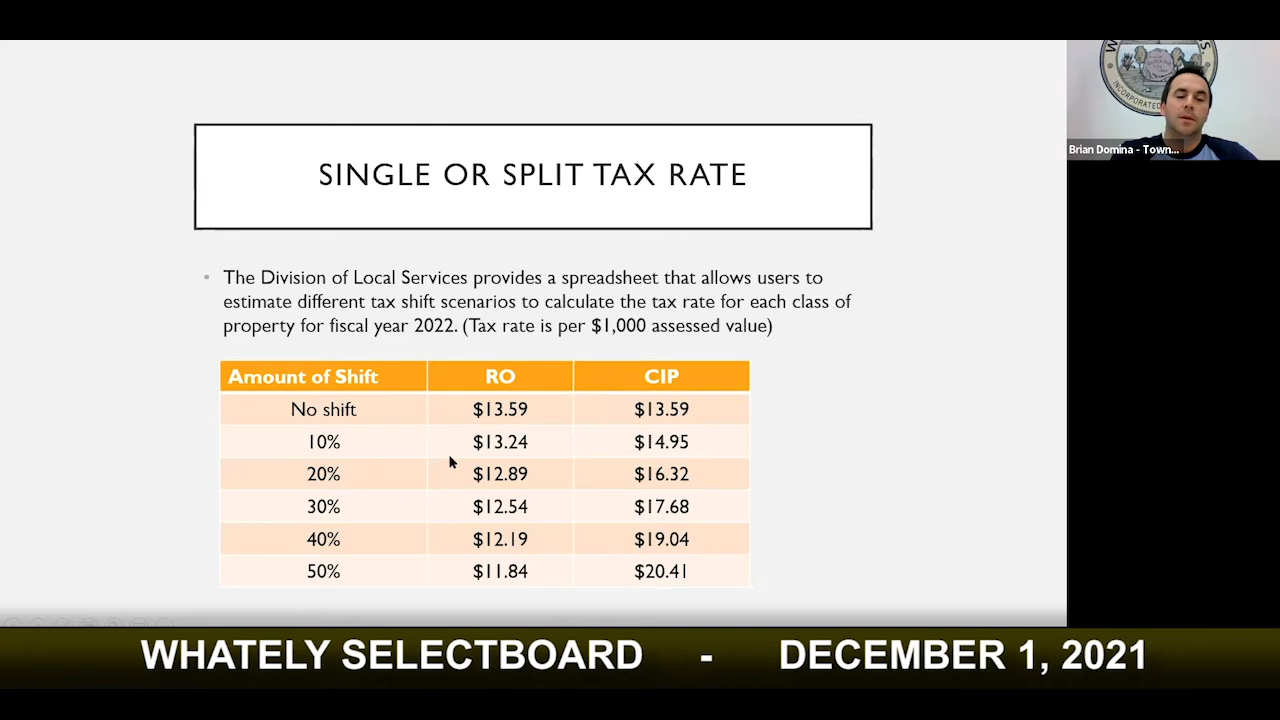 SINGLE OR SPLIT TAX RATE
• The Division of Local Services provides a spreadsheet that allows users to
estimate different tax shift scenarios to calculate the tax rate for each class of
property for fiscal year 2022. (Tax rate is per $1,000 assessed value)
Amount of Shift RO CIP
No shift $13.59 $13.59
10% $13.24 $14.95
20% $12.89 $16.32
30% $12.54 $17.68
40% $12.19 $19.04
50% $11.84 $20.41
INCORPORATED
Brian Domina - Town...
WHATELY SELECTBOARD - DECEMBER 1, 2021